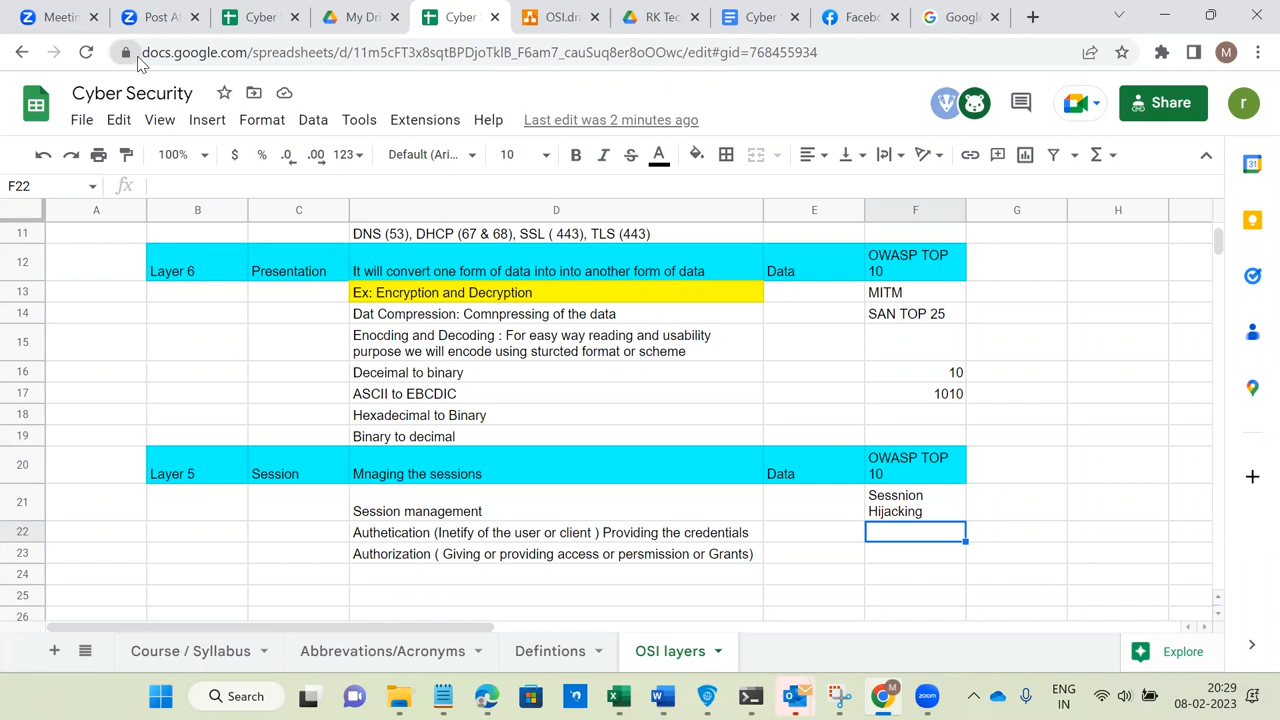 Meetin
Post A
Cyber S
My Dri
Cyber S
OSI.dra
RK Tec
Cyber S
Facebo
Google
docs.google.com/spreadsheets/d/11m5cFT3x8sqtBPDjoTklB_F6am7_cauSuq8er8oOOwc/edit#gid=768455934
M
Cyber Security
Share
r
File Edit View Insert Format Data Tools Extensions Help Last edit was 2 minutes ago
100% $ % .0 .00 123 Default (Ari... 10 B I S A
31
F22 fx
A B C D E F G H
11 DNS (53), DHCP (67 & 68), SSL ( 443), TLS (443)
12 Layer 6 Presentation It will convert one form of data into into another form of data Data OWASP TOP
10
13 Ex: Encryption and Decryption MITM
14 Dat Compression: Comnpressing of the data SAN TOP 25
15 Enocding and Decoding : For easy way reading and usability
purpose we will encode using sturcted format or scheme
16 Deceimal to binary 10
17 ASCII to EBCDIC 1010
18 Hexadecimal to Binary
19 Binary to decimal
20 Layer 5 Session Mnaging the sessions Data OWASP TOP
10
21 Session management Sessnion
Hijacking
22 Authetication (Inetify of the user or client ) Providing the credentials
23 Authorization ( Giving or providing access or persmission or Grants)
24
25
26
Course / Syllabus Abbrevations/Acronyms Defintions OSI layers Explore
Search
zoom
ENG
IN
20:29
08-02-2023